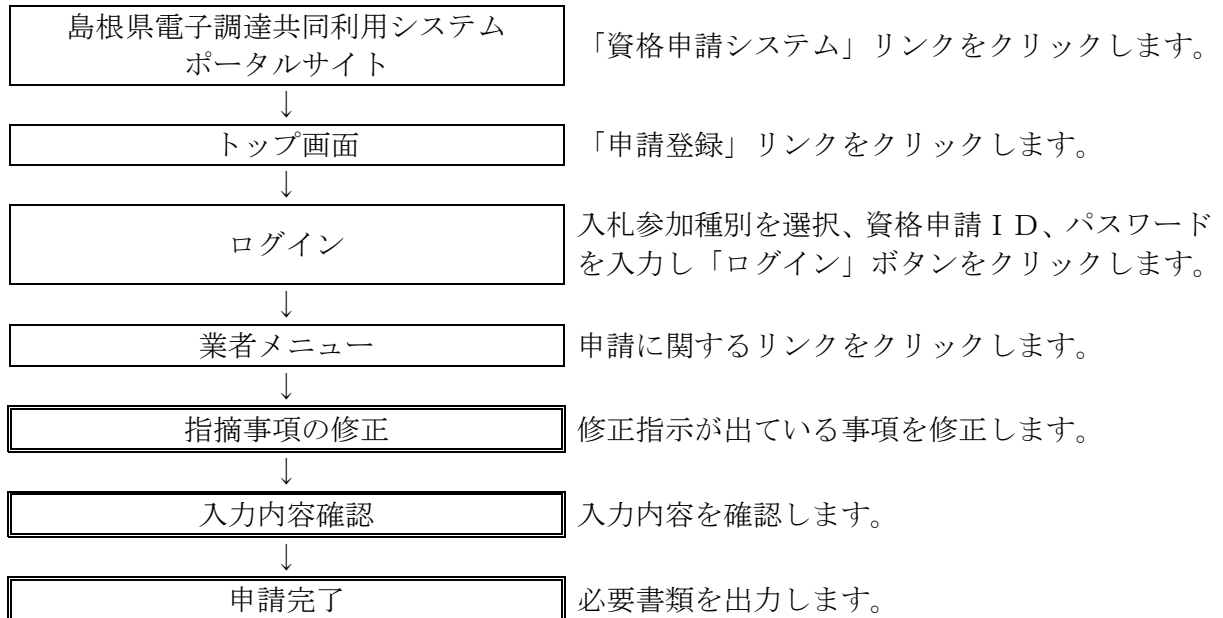 島根県電子調達共同利用システム
ポータルサイト
「資格申請システム」リンクをクリックします。
↓
トップ画面
「申請登録」リンクをクリックします。
↓
ログイン
入札参加種別を選択、資格申請ＩＤ、パスワード
を入力し「ログイン」ボタンをクリックします。
↓
業者メニュー
申請に関するリンクをクリックします。
↓
指摘事項の修正
修正指示が出ている事項を修正します。
↓
入力内容確認
入力内容を確認します。
↓
申請完了
必要書類を出力します。